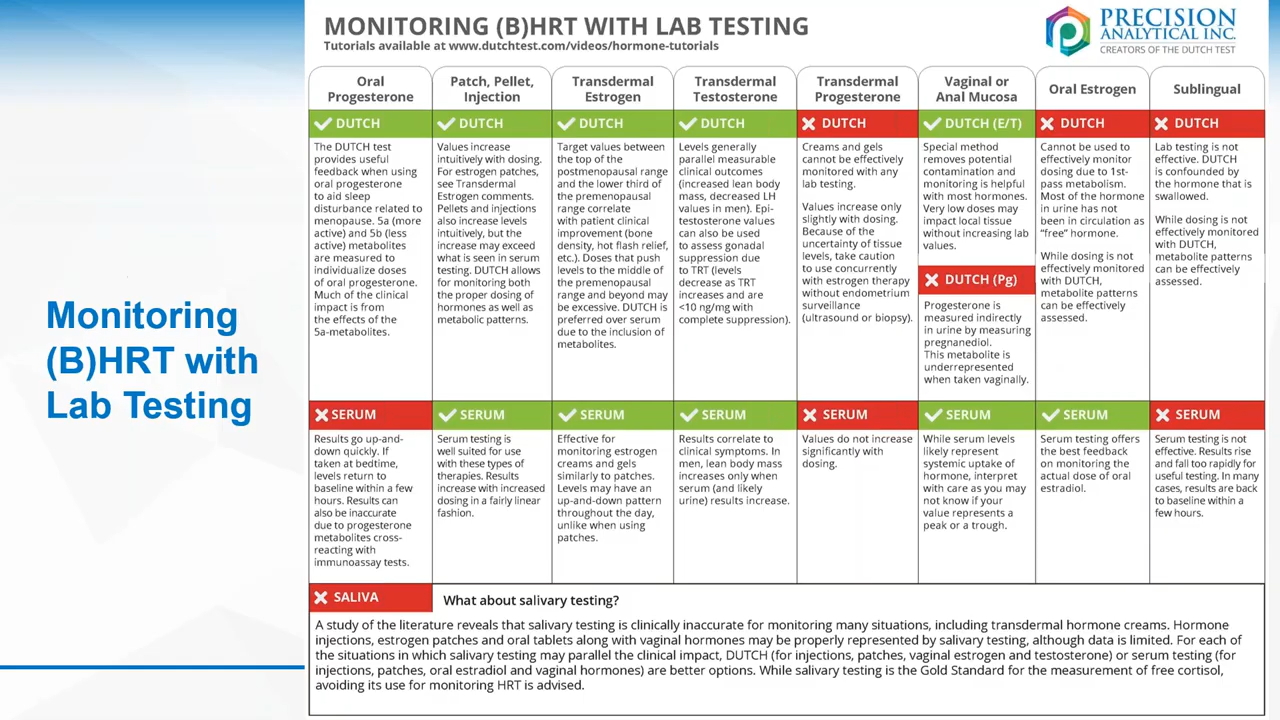 Monitoring
(B)HRT with
Lab Testing
MONITORING (B)HRT WITH LAB TESTING
Tutorials available at www.dutchtest.com/videos/hormone-tutorials
PRECISION
ANALYTICAL INC.
CREATORS OF THE DUTCH TEST
Oral
Progesterone
DUTCH
The DUTCH test
provides useful
feedback when using
oral progesterone
to aid sleep
disturbance related to
menopause. 5a (more
active) and 5b (less
active) metabolites
are measured to
individualize doses
of oral progesterone.
Much of the clinical
impact is from
the effects of the
5a-metabolites.
SERUM
Results go up-and-
down quickly. If
taken at bedtime,
levels return to
baseline within a few
hours. Results can
also be inaccurate
due to progesterone
metabolites cross-
reacting with
immunoassay tests.
Patch, Pellet,
Injection
DUTCH
Values increase
intuitively with dosing.
For estrogen patches,
see Transdermal
Estrogen comments.
Pellets and injections
also increase levels
intuitively, but the
increase may exceed
what is seen in serum
testing. DUTCH allows
for monitoring both
the proper dosing of
hormones as well as
metabolic patterns.
SERUM
Serum testing is
well suited for use
with these types of
therapies. Results
increase with increased
dosing in a fairly linear
fashion.
Transdermal
Estrogen
DUTCH
Target values between
the top of the
postmenopausal range
and the lower third of
the premenopausal
range correlate
with patient clinical
improvement (bone
density, hot flash relief,
etc.). Doses that push
levels to the middle of
the premenopausal
range and beyond may
be excessive. DUTCH is
preferred over serum
due to the inclusion of
metabolites.
SERUM
Effective for
monitoring estrogen
creams and gels
similarly to patches.
Levels may have an
up-and-down pattern
throughout the day,
unlike when using
patches.
Transdermal
Testosterone
DUTCH
Levels generally
parallel measurable
clinical outcomes
(increased lean body
mass, decreased LH
values in men). Epi-
testosterone values
can also be used
to assess gonadal
suppression due
to TRT (levels
decrease as TRT
increases and are
<10 ng/mg with
complete suppression).
SERUM
Results correlate to
clinical symptoms. In
men, lean body mass
increases only when
serum (and likely
urine) results increase.
Transdermal
Progesterone
DUTCH
Creams and gels
cannot be effectively
monitored with any
lab testing.
Values increase only
slightly with dosing.
Because of the
uncertainty of tissue
levels, take caution
to use concurrently
with estrogen therapy
without endometrium
surveillance
(ultrasound or biopsy).
SERUM
Values do not increase
significantly with
dosing.
Vaginal or
Anal Mucosa
DUTCH (E/T)
Special method
removes potential
contamination and
monitoring is helpful
with most hormones.
Very low doses may
impact local tissue
without increasing lab
values.
DUTCH (Pg)
Progesterone is
measured indirectly
in urine by measuring
pregnanediol.
This metabolite is
underrepresented
when taken vaginally.
SERUM
While serum levels
likely represent
systemic uptake of
hormone, interpret
with care as you may
not know if your
value represents a
peak or a trough.
Oral Estrogen
DUTCH
Cannot be used to
effectively monitor
dosing due to 1st-
pass metabolism.
Most of the hormone
in urine has not
been in circulation as
“free” hormone.
While dosing is not
effectively monitored
with DUTCH,
metabolite patterns
can be effectively
assessed.
SERUM
Serum testing offers
the best feedback
on monitoring the
actual dose of oral
estradiol.
Sublingual
DUTCH
Lab testing is not
effective. DUTCH
is confounded by
the hormone that is
swallowed.
While dosing is not
effectively monitored
with DUTCH,
metabolite patterns
can be effectively
assessed.
SERUM
Serum testing is not
effective. Results rise
and fall too rapidly for
useful testing. In many
cases, results are back
to baseline within a
few hours.
SALIVA
What about salivary testing?
A study of the literature reveals that salivary testing is clinically inaccurate for monitoring many situations, including transdermal hormone creams. Hormone
injections, estrogen patches and oral tablets along with vaginal hormones may be properly represented by salivary testing, although data is limited. For each of
the situations in which salivary testing may parallel the clinical impact, DUTCH (for injections, patches, vaginal estrogen and testosterone) or serum testing (for
injections, patches, oral estradiol and vaginal hormones) are better options. While salivary testing is the Gold Standard for the measurement of free cortisol,
avoiding its use for monitoring HRT is advised.